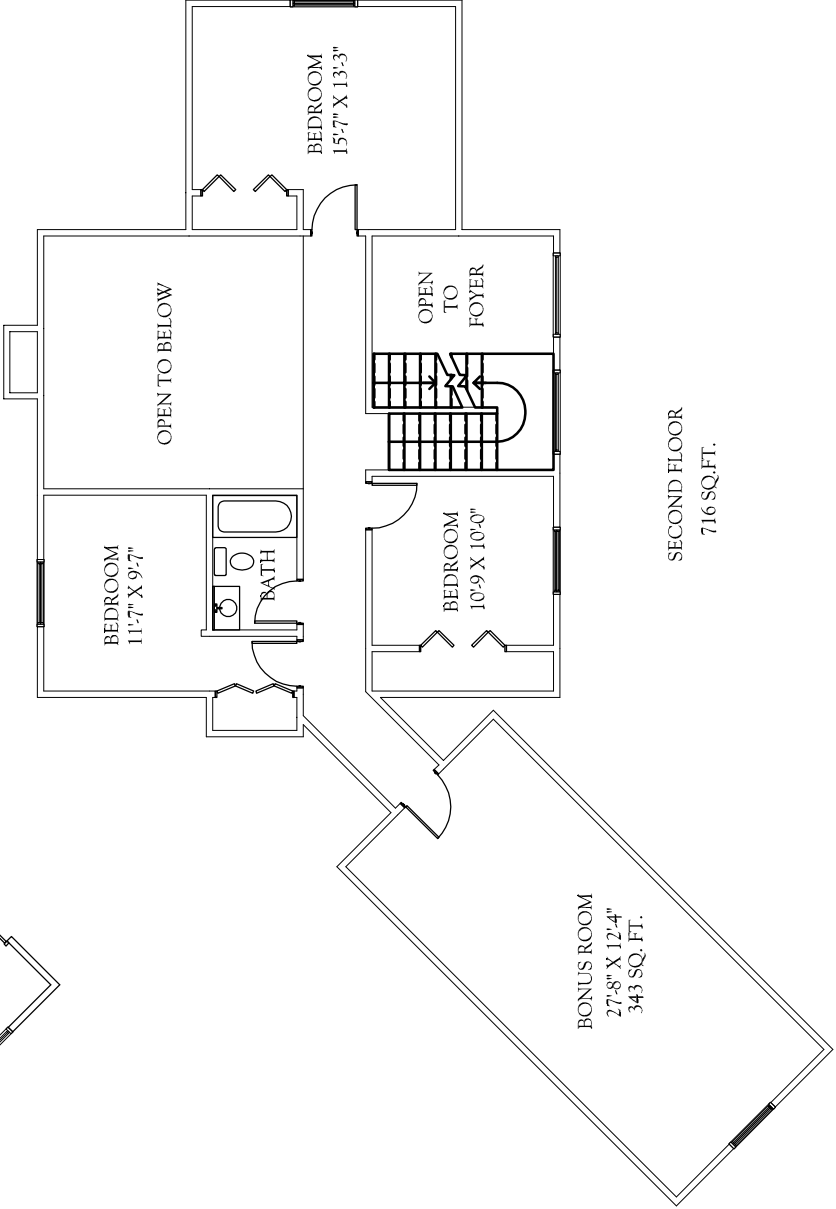 BEDROOM
15'-7" X 13'-3"
OPEN TO BELOW
OPEN
TO
FOYER
BEDROOM
11'-7" X 9'-7"
BATH
BEDROOM
10'-9 X 10'-0"
SECOND FLOOR
716 SQ.FT.
BONUS ROOM
27'-8" X 12'-4"
343 SQ. FT.